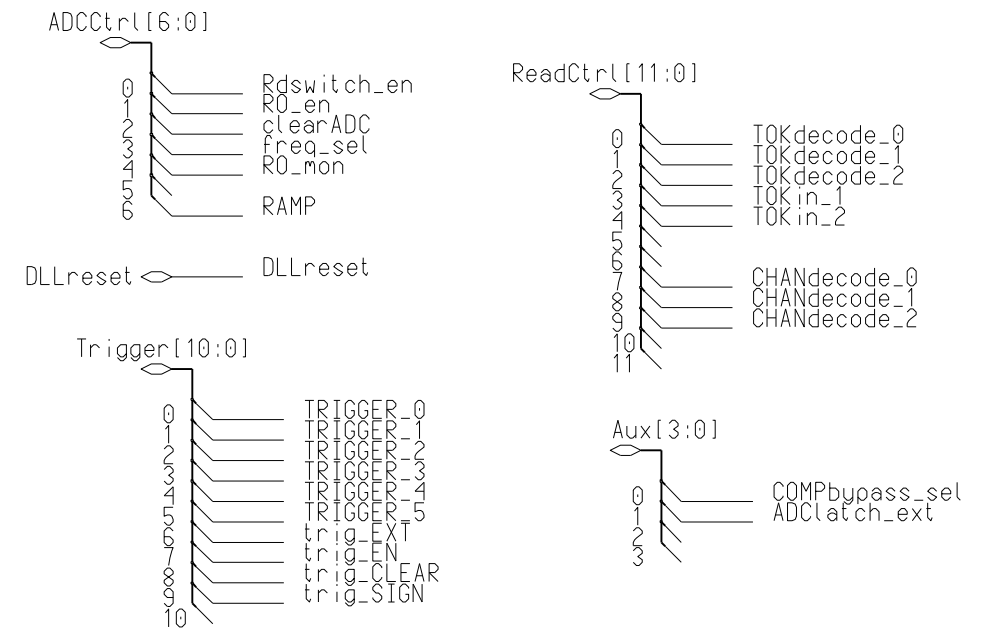 ADCCtrl[6:0]
0 Rdswitch_en
1 RO_en
2 clearADC
3 freq_sel
4 RO_mon
5
6 RAMP
DLLreset DLLreset
Trigger[10:0]
0 TRIGGER_0
1 TRIGGER_1
2 TRIGGER_2
3 TRIGGER_3
4 TRIGGER_4
5 TRIGGER_5
6 trig_EXT
7 trig_EN
8 trig_CLEAR
9 trig_SIGN
10
ReadCtrl[11:0]
0 TOKdecode_0
1 TOKdecode_1
2 TOKdecode_2
3 TOKin_1
4 TOKin_2
5
6
7 CHANdecode_0
8 CHANdecode_1
9 CHANdecode_2
10
11
Aux[3:0]
0 COMPbypass_sel
1 ADClatch_ext
2
3